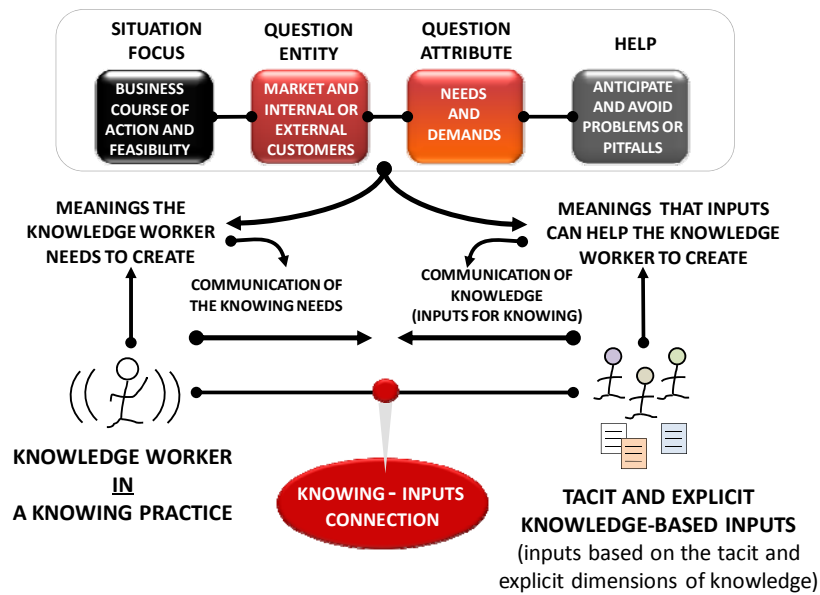 SITUATION
FOCUS
QUESTION
ENTITY
QUESTION
ATTRIBUTE
HELP
BUSINESS
COURSE OF
ACTION AND
FEASIBILITY
MARKET AND
INTERNAL OR
EXTERNAL
CUSTOMERS
NEEDS
AND
DEMANDS
ANTICIPATE
AND AVOID
PROBLEMS OR
PITFALLS
MEANINGS THE
KNOWLEDGE WORKER
NEEDS TO CREATE
MEANINGS THAT INPUTS
CAN HELP THE KNOWLEDGE
WORKER TO CREATE
COMMUNICATION OF
THE KNOWING NEEDS
COMMUNICATION OF
KNOWLEDGE
(INPUTS FOR KNOWING)
KNOWLEDGE WORKER
IN
A KNOWING PRACTICE
KNOWING - INPUTS
CONNECTION
TACIT AND EXPLICIT
KNOWLEDGE-BASED INPUTS
(inputs based on the tacit and
explicit dimensions of knowledge)